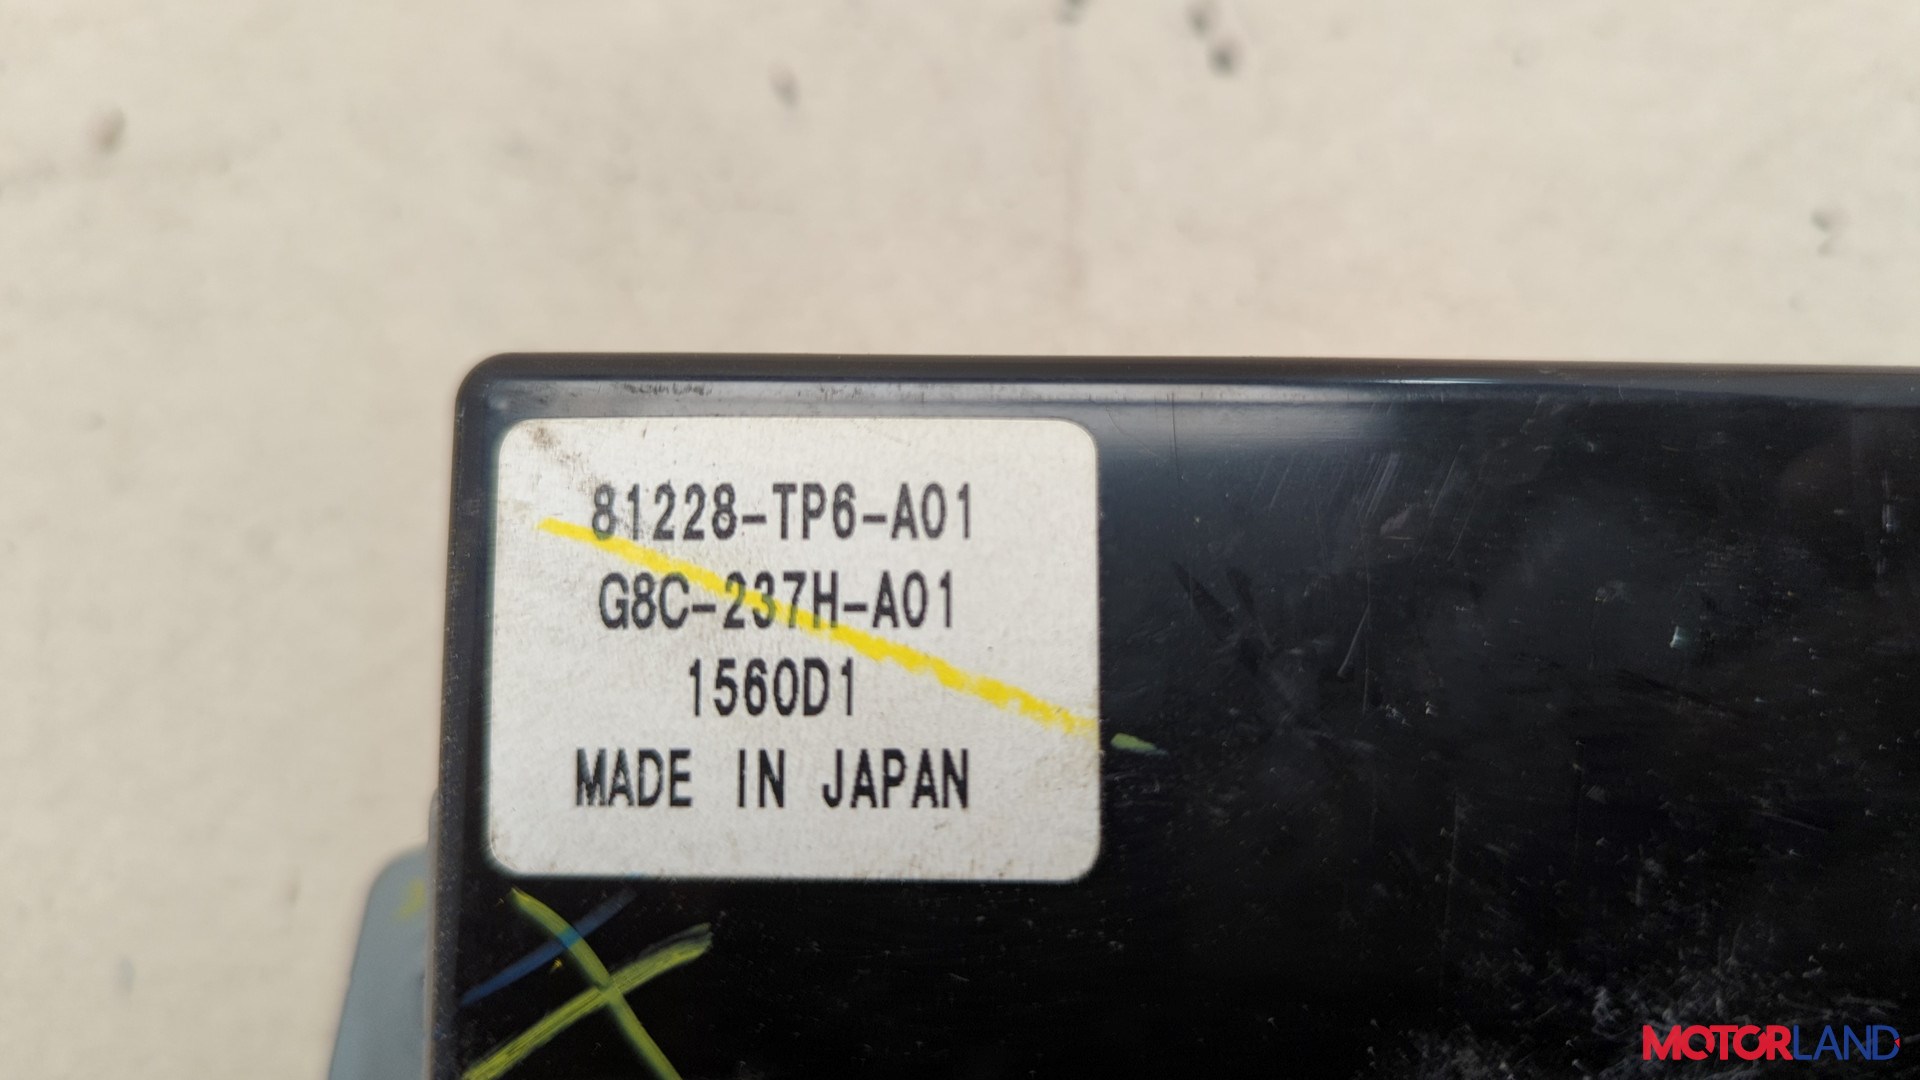 81228-TP6-A01
G8C-237H-A01
1560D1
MADE IN JAPAN
MOTORLAND